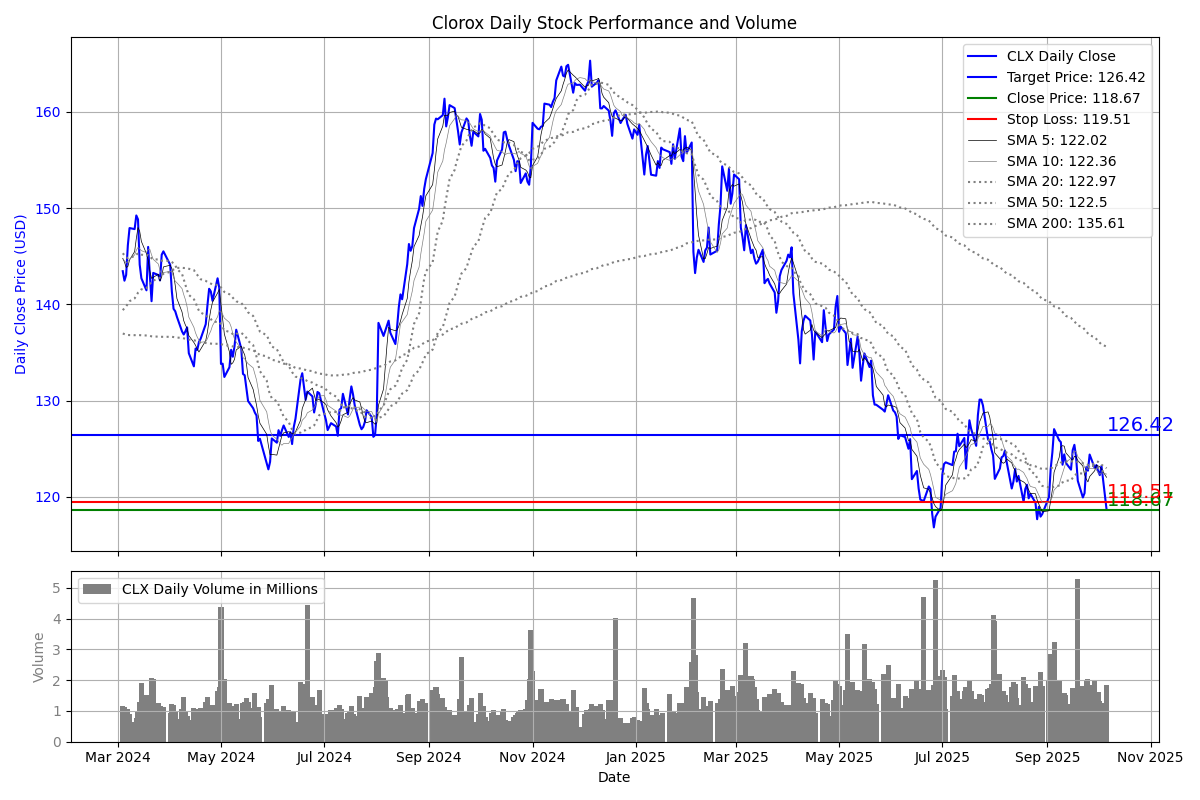 Clorox Daily Stock Performance and Volume
Daily Close Price (USD)
160
150
140
130
120
CLX Daily Close
Target Price: 126.42
Close Price: 118.67
Stop Loss: 119.51
SMA 5: 122.02
SMA 10: 122.36
SMA 20: 122.97
SMA 50: 122.5
SMA 200: 135.61
126.42
119.51
118.67
Volume
5
4
3
2
1
0
CLX Daily Volume in Millions
Mar 2024
May 2024
Jul 2024
Sep 2024
Nov 2024
Jan 2025
Mar 2025
May 2025
Jul 2025
Sep 2025
Nov 2025
Date